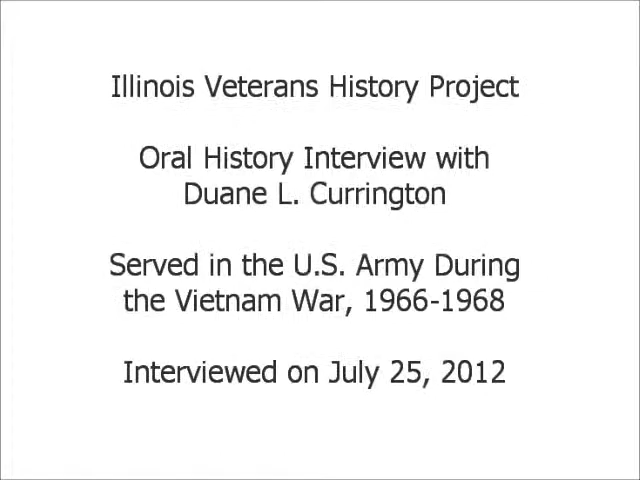 Illinois Veterans History Project
Oral History Interview with
Duane L. Currington
Served in the U.S. Army During
the Vietnam War, 1966-1968
Interviewed on July 25, 2012